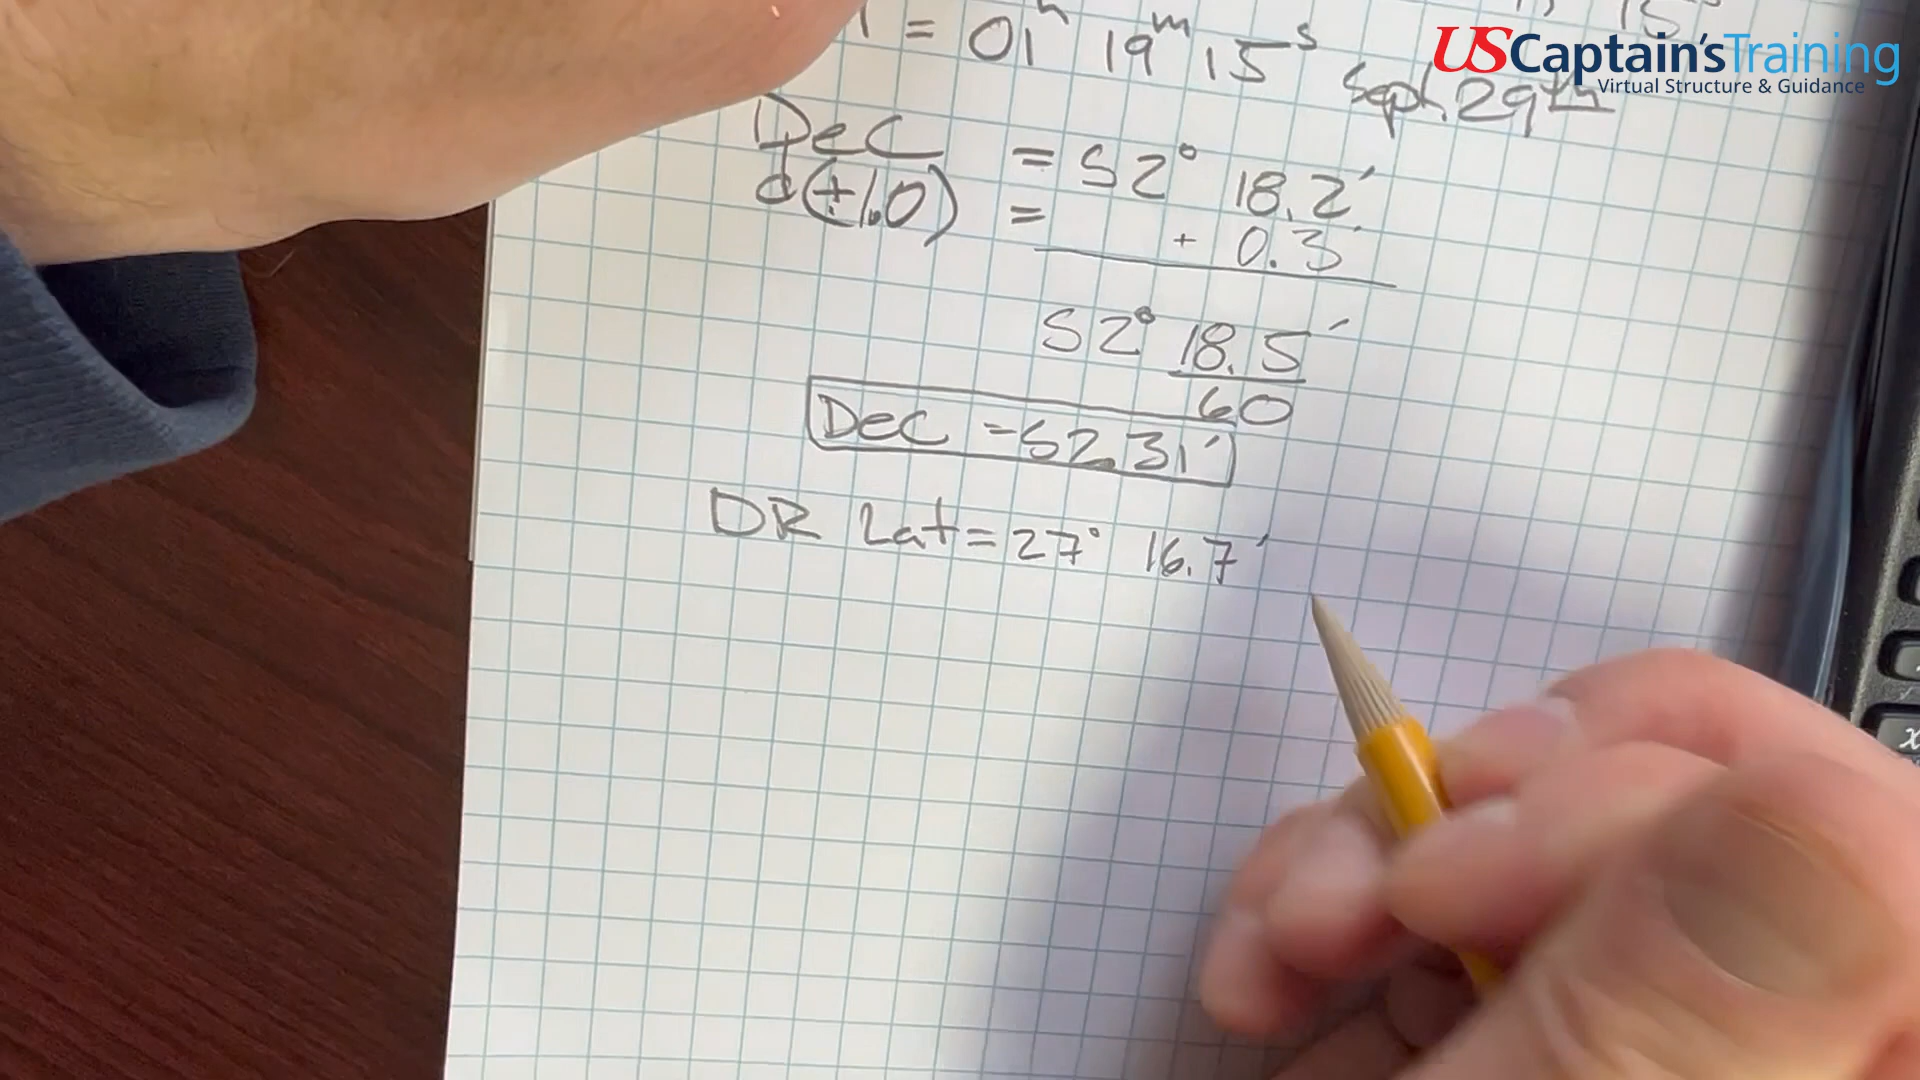 = 01h 19m 15s
15s
Sept. 29th
USCaptain'sTraining
Virtual Structure & Guidance
Dec = S2° 18.2'
d(+1.0) = + 0.3'
S2° 18.5'
60
Dec = S2.31'
DR Lat = 27° 16.7'
x